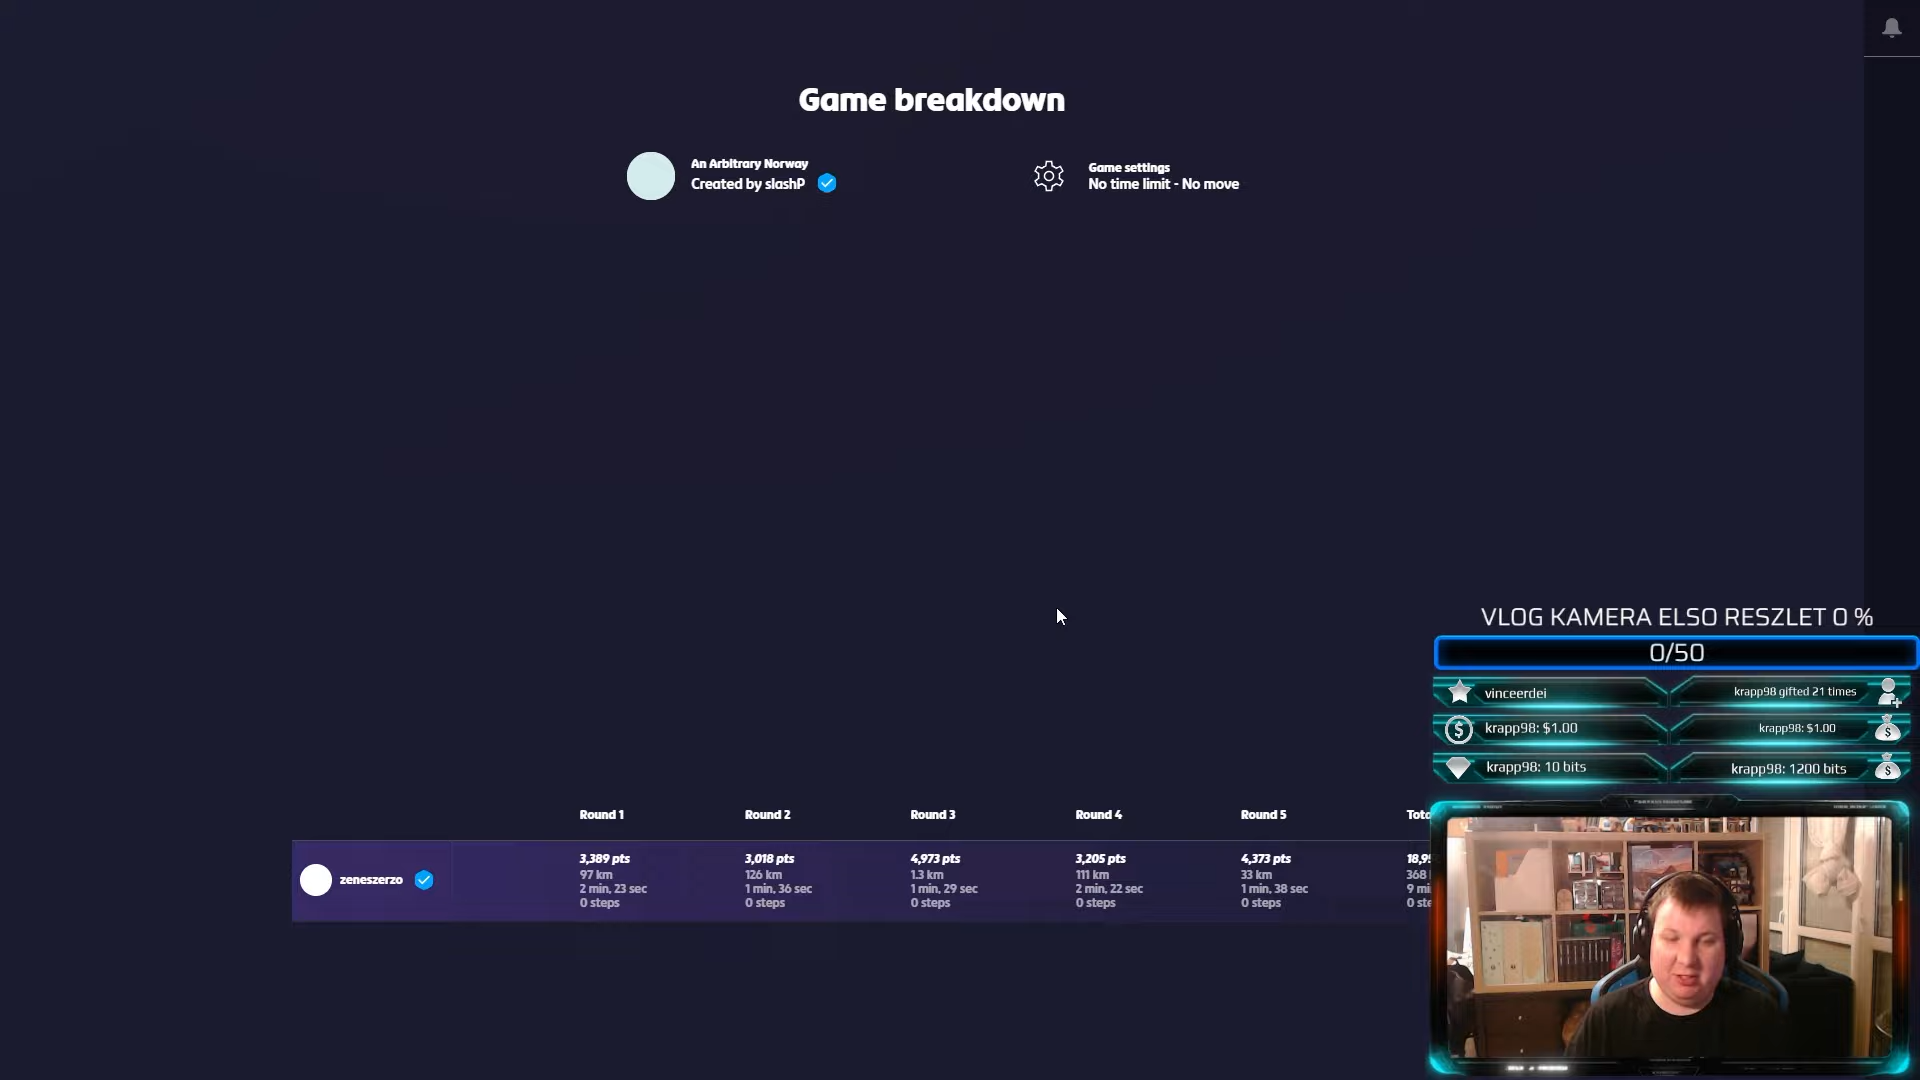 Game breakdown
An Arbitrary Norway
Created by slashP
Game settings
No time limit - No move
VLOG KAMERA ELSO RESZLET 0 %
0/50
vinceerdei
krapp98 gifted 21 times
krapp98: $1.00
krapp98: $1.00
krapp98: 10 bits
krapp98: 1200 bits
Round 1 Round 2 Round 3 Round 4 Round 5
zeneszerzo
3,389 pts 3,018 pts 4,973 pts 3,205 pts 4,373 pts
97 km 126 km 1.3 km 111 km 33 km 368
2 min, 23 sec 1 min, 36 sec 1 min, 29 sec 2 min, 22 sec 1 min, 38 sec
0 steps 0 steps 0 steps 0 steps 0 steps